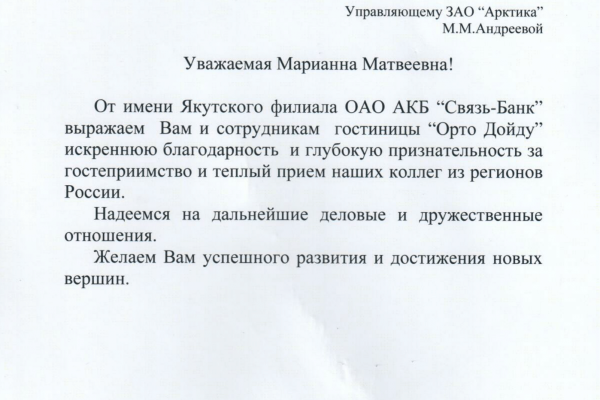 Управляющему ЗАО “Арктика”
М.М.Андреевой
Уважаемая Марианна Матвеевна!
От имени Якутского филиала ОАО АКБ “Связь-Банк”
выражаем Вам и сотрудникам гостиницы “Орто Дойду”
искреннюю благодарность и глубокую признательность за
гостеприимство и теплый прием наших коллег из регионов
России.
Надеемся на дальнейшие деловые и дружественные
отношения.
Желаем Вам успешного развития и достижения новых
вершин.